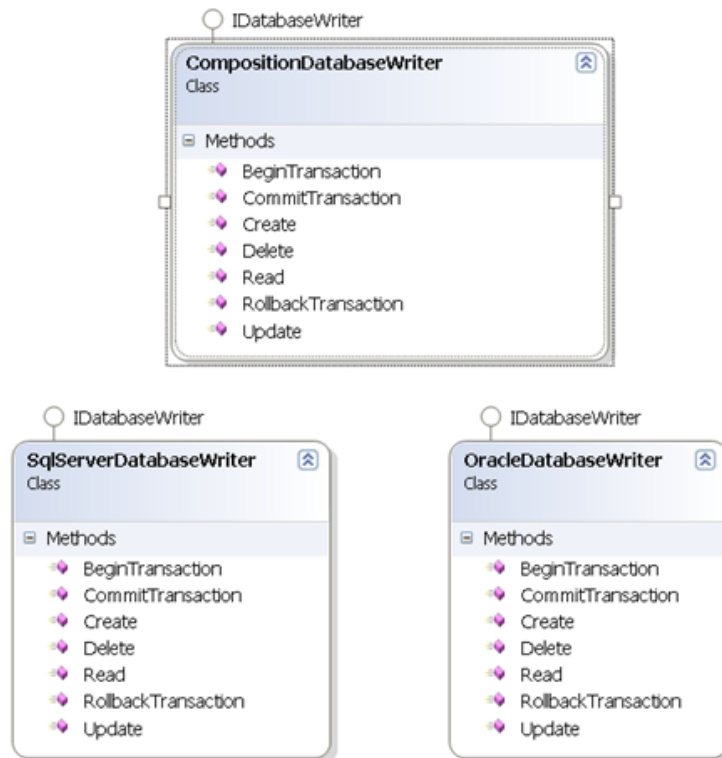 IDatabaseWriter
CompositionDatabaseWriter
Class
Methods
BeginTransaction
CommitTransaction
Create
Delete
Read
RollbackTransaction
Update
IDatabaseWriter
SqlServerDatabaseWriter
Class
Methods
BeginTransaction
CommitTransaction
Create
Delete
Read
RollbackTransaction
Update
IDatabaseWriter
OracleDatabaseWriter
Class
Methods
BeginTransaction
CommitTransaction
Create
Delete
Read
RollbackTransaction
Update